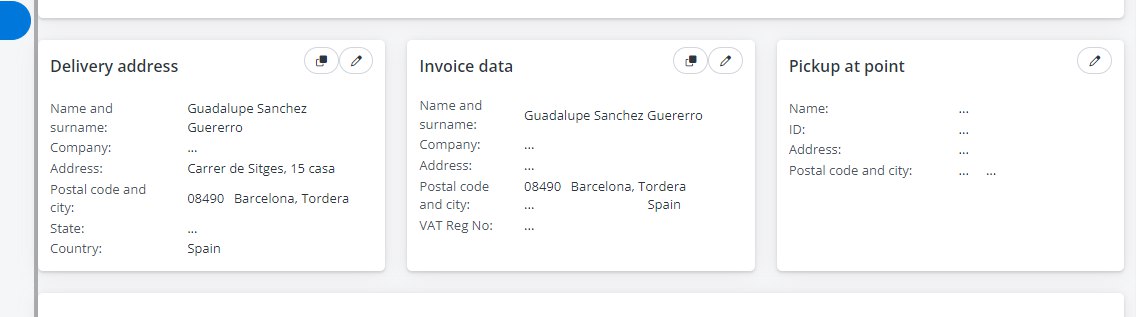 Delivery address
Name and surname: Guadalupe Sanchez Guererro
Company: ...
Address: Carrer de Sitges, 15 casa
Postal code and city: 08490 Barcelona, Tordera
State: ...
Country: Spain
Invoice data
Name and surname: Guadalupe Sanchez Guererro
Company: ...
Address: ...
Postal code and city: 08490 Barcelona, Tordera
... Spain
VAT Reg No: ...
Pickup at point
Name: ...
ID: ...
Address: ...
Postal code and city: ... ...